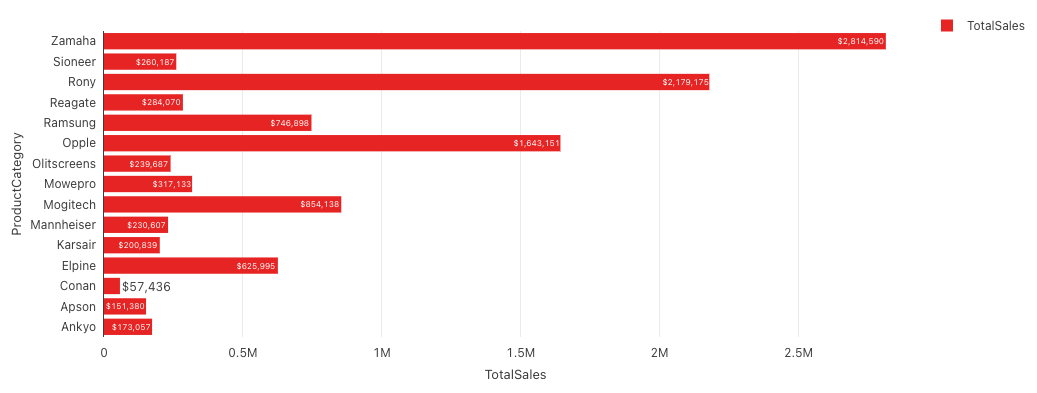 TotalSales
ProductCategory
Zamaha $2,814,590
Sioneer $260,187
Rony $2,179,175
Reagate $284,070
Ramsung $746,898
Opple $1,643,151
Olitscreens $239,687
Mowepro $317,133
Mogitech $854,138
Mannheiser $230,607
Karsair $200,839
Elpine $625,995
Conan $57,436
Apson $151,380
Ankyo $173,057
0 0.5M 1M 1.5M 2M 2.5M
TotalSales